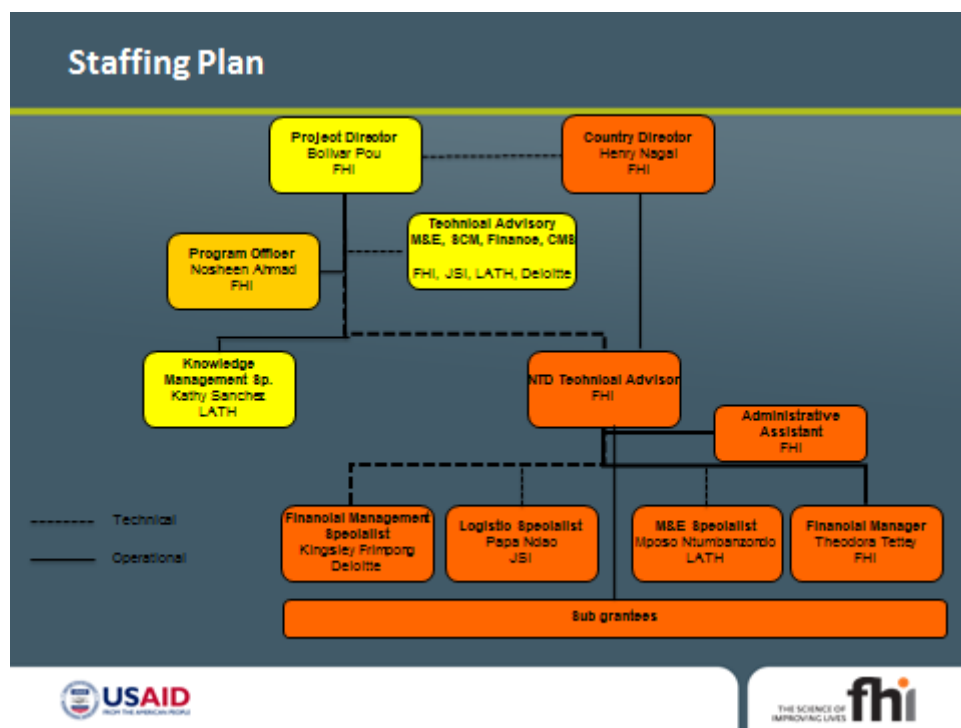 Staffing Plan
Project Director
Bolivar Pou
FHI
Country Director
Henry Nagai
FHI
Technical Advisory
M&E, SCM, Finance, CMS
FHI, JSI, LATH, Deloitte
Program Officer
Nosheen Ahmad
FHI
Knowledge
Management Sp.
Kathy Sanchez
LATH
NTD Technical Advisor
FHI
Administrative
Assistant
FHI
Technical
Operational
Financial Management
Specialist
Kingsley Frimpong
Deloitte
Logistic Specialist
Papa Ndao
JSI
M&E Specialist
Mposo Ntumbanzondo
LATH
Financial Manager
Theodora Tettey
FHI
Sub grantees
USAID
FROM THE AMERICAN PEOPLE
THE SCIENCE OF
IMPROVING LIVES
fhi